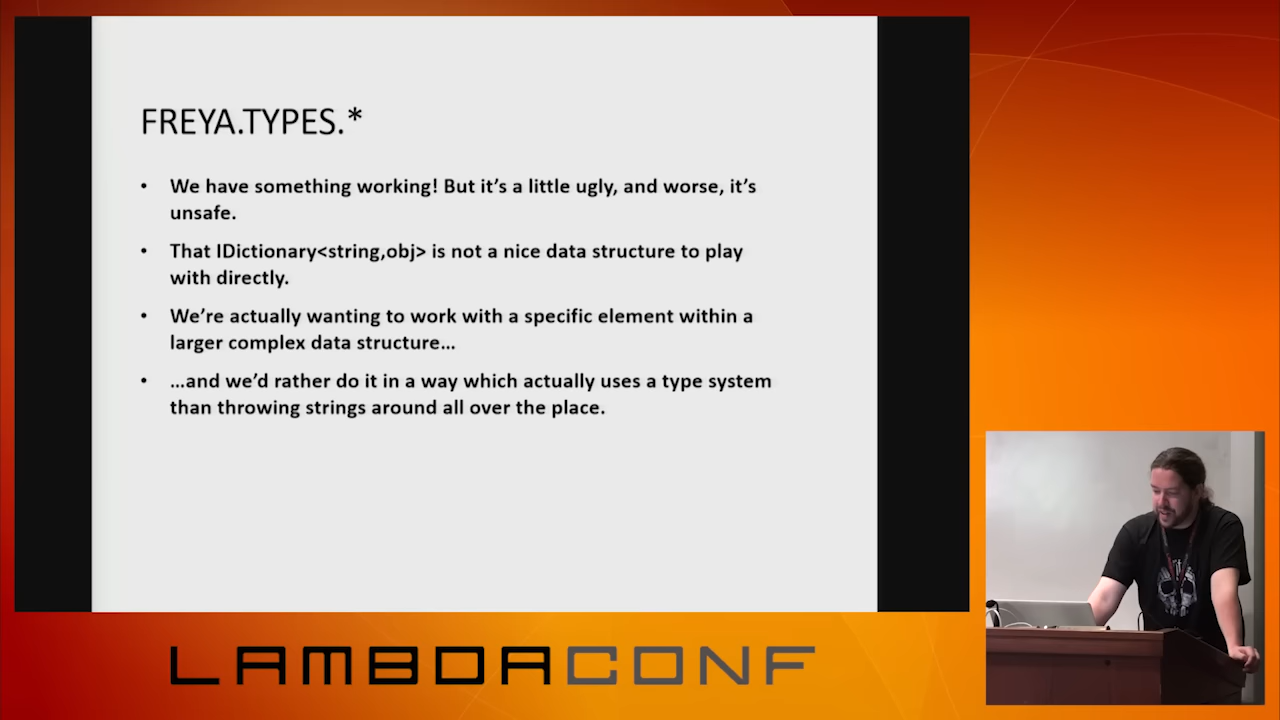 FREYA.TYPES.*
• We have something working! But it’s a little ugly, and worse, it’s
unsafe.
• That IDictionary<string,obj> is not a nice data structure to play
with directly.
• We’re actually wanting to work with a specific element within a
larger complex data structure…
• …and we’d rather do it in a way which actually uses a type system
than throwing strings around all over the place.
LAMBDACONF